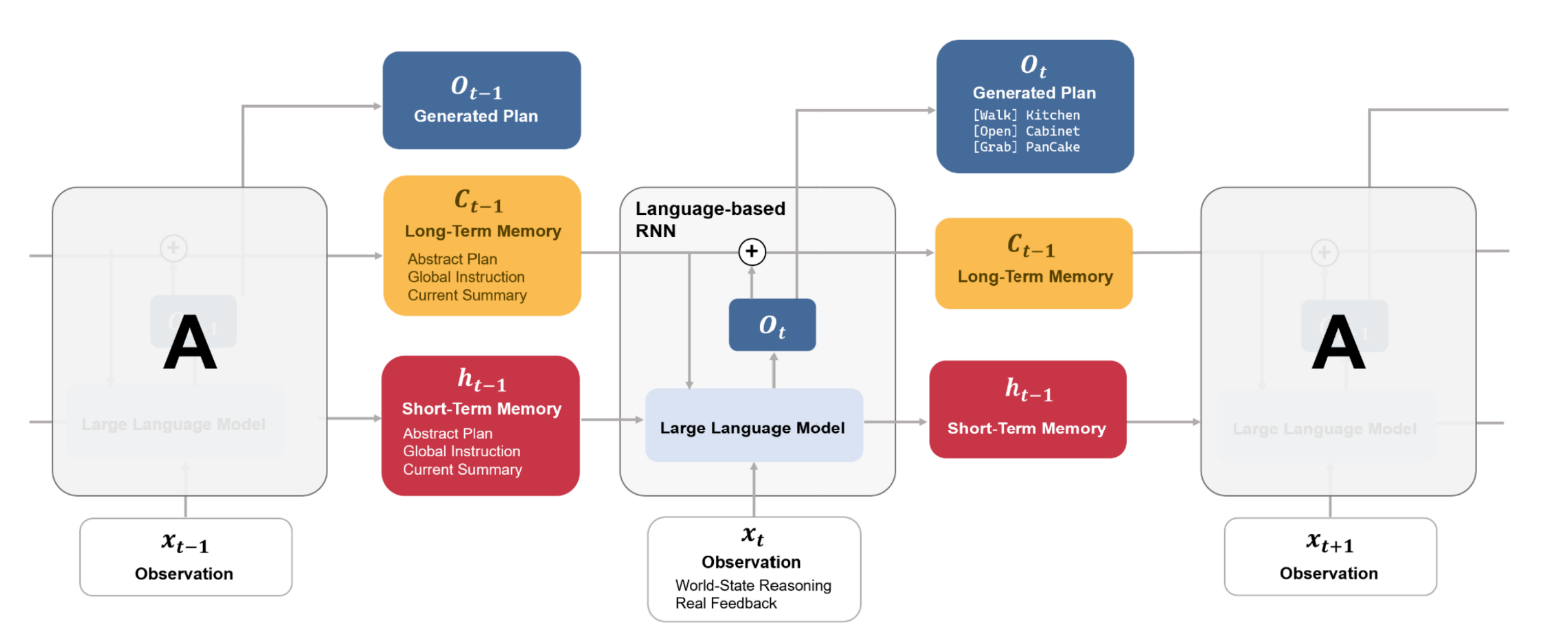 O_{t-1}
Generated Plan
O_t
Generated Plan
[Walk] Kitchen
[Open] Cabinet
[Grab] PanCake
C_{t-1}
Long-Term Memory
Abstract Plan
Global Instruction
Current Summary
Language-based
RNN
+
O_t
Large Language Model
C_{t-1}
Long-Term Memory
h_{t-1}
Short-Term Memory
Abstract Plan
Global Instruction
Current Summary
h_{t-1}
Short-Term Memory
+
A
Large Language Model
+
A
Large Language Model
x_{t-1}
Observation
x_t
Observation
World-State Reasoning
Real Feedback
x_{t+1}
Observation